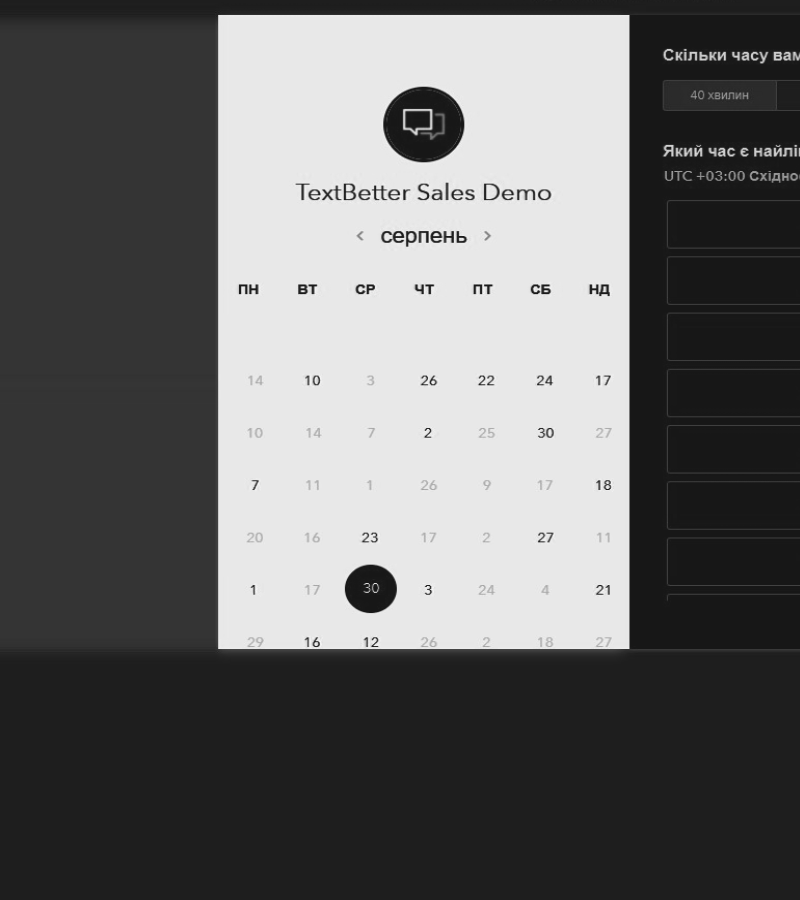 TextBetter Sales Demo
серпень
ПН ВТ СР ЧТ ПТ СБ НД
14 10 3 26 22 24 17
10 14 7 2 25 30 27
7 11 1 26 9 17 18
20 16 23 17 2 27 11
1 17 30 3 24 4 21
29 16 12 26 2 18 27
Скільки часу вам
40 хвилин
Який час є
UTC +03:00